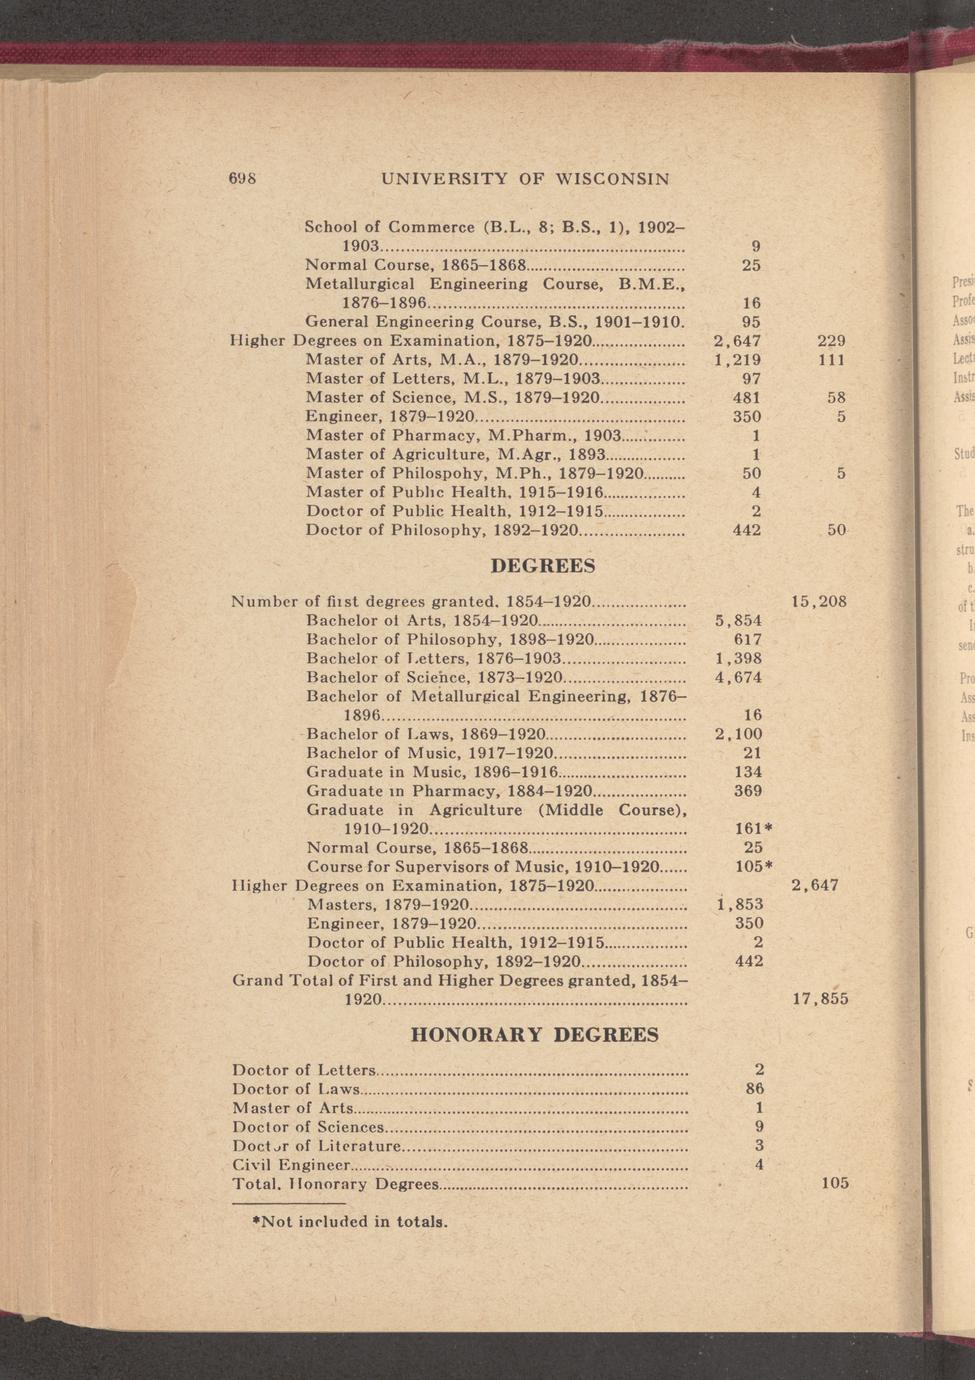 698 UNIVERSITY OF WISCONSIN
School of Commerce (B.L., 8; B.S., 1), 1902–
1903.......... 9
Normal Course, 1865–1868.......... 25
Metallurgical Engineering Course, B.M.E.,
1876–1896.......... 16
General Engineering Course, B.S., 1901–1910. 95
Higher Degrees on Examination, 1875–1920.......... 2,647 229
Master of Arts, M.A., 1879–1920.......... 1,219 111
Master of Letters, M.L., 1879–1903.......... 97
Master of Science, M.S., 1879–1920.......... 481 58
Engineer, 1879–1920.......... 350 5
Master of Pharmacy, M.Pharm., 1903.......... 1
Master of Agriculture, M.Agr., 1893.......... 1
Master of Philospohy, M.Ph., 1879–1920.......... 50 5
Master of Public Health, 1915–1916.......... 4
Doctor of Public Health, 1912–1915.......... 2
Doctor of Philosophy, 1892–1920.......... 442 50
DEGREES
Number of first degrees granted, 1854–1920.......... 15,208
Bachelor of Arts, 1854–1920.......... 5,854
Bachelor of Philosophy, 1898–1920.......... 617
Bachelor of Letters, 1876–1903.......... 1,398
Bachelor of Science, 1873–1920.......... 4,674
Bachelor of Metallurgical Engineering, 1876–
1896.......... 16
Bachelor of Laws, 1869–1920.......... 2,100
Bachelor of Music, 1917–1920.......... 21
Graduate in Music, 1896–1916.......... 134
Graduate in Pharmacy, 1884–1920.......... 369
Graduate in Agriculture (Middle Course),
1910–1920.......... 161*
Normal Course, 1865–1868.......... 25
Course for Supervisors of Music, 1910–1920...... 105*
Higher Degrees on Examination, 1875–1920.......... 2,647
Masters, 1879–1920.......... 1,853
Engineer, 1879–1920.......... 350
Doctor of Public Health, 1912–1915.......... 2
Doctor of Philosophy, 1892–1920.......... 442
Grand Total of First and Higher Degrees granted, 1854–
1920.......... 17,855
HONORARY DEGREES
Doctor of Letters.......... 2
Doctor of Laws.......... 86
Master of Arts.......... 1
Doctor of Sciences.......... 9
Doctor of Literature.......... 3
Civil Engineer.......... 4
Total, Honorary Degrees.......... 105
*Not included in totals.